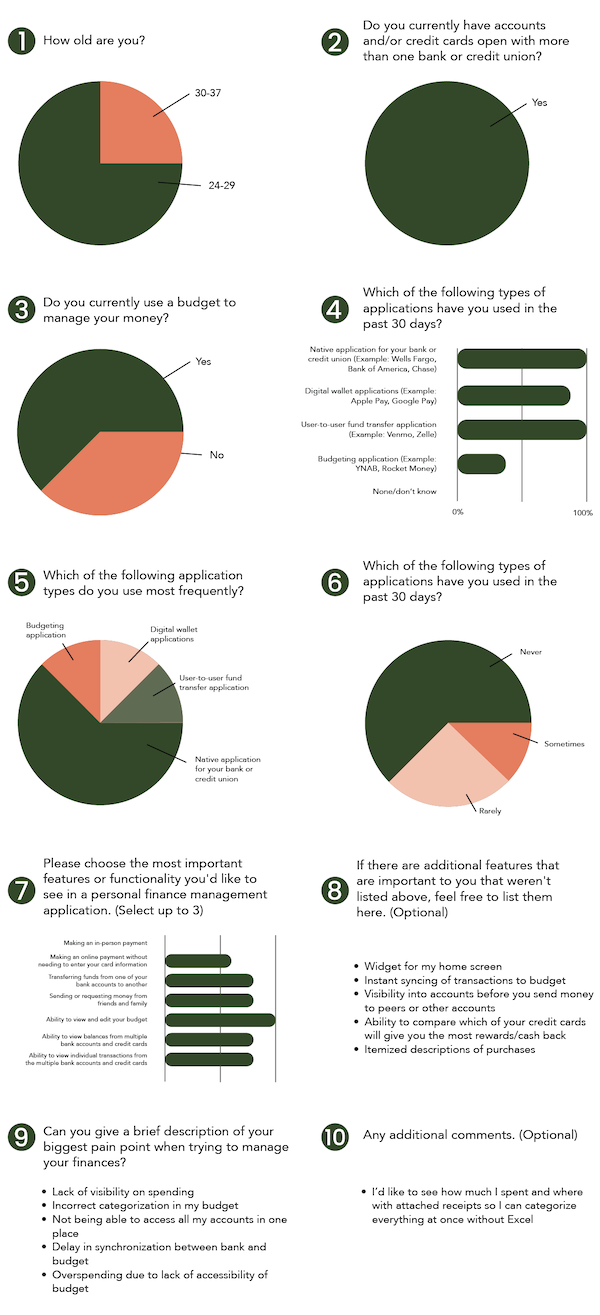 1
How old are you?
30-37
24-29
2
Do you currently have accounts
and/or credit cards open with more
than one bank or credit union?
Yes
3
Do you currently use a budget to
manage your money?
Yes
No
4
Which of the following types of
applications have you used in the
past 30 days?
Native application for your bank or
credit union (Example: Wells Fargo,
Bank of America, Chase)
Digital wallet applications (Example:
Apple Pay, Google Pay)
User-to-user fund transfer application
(Example: Venmo, Zelle)
Budgeting application (Example:
YNAB, Rocket Money)
None/don't know
0%
100%
5
Which of the following application
types do you use most frequently?
Budgeting
application
Digital wallet
applications
User-to-user fund
transfer application
Native application
for your bank or
credit union
6
Which of the following types of
applications have you used in the
past 30 days?
Never
Sometimes
Rarely
7
Please choose the most important
features or functionality you'd like to
see in a personal finance management
application. (Select up to 3)
Making an in-person payment
Making an online payment without
needing to enter your card information
Transferring funds from one of your
bank accounts to another
Sending or requesting money from
friends and family
Ability to view and edit your budget
Ability to view balances from multiple
bank accounts and credit cards
Ability to view individual transactions from
the multiple bank accounts and credit cards
8
If there are additional features that
are important to you that weren't
listed above, feel free to list them
here. (Optional)
• Widget for my home screen
• Instant syncing of transactions to budget
• Visibility into accounts before you send money
to peers or other accounts
• Ability to compare which of your credit cards
will give you the most rewards/cash back
• Itemized descriptions of purchases
9
Can you give a brief description of your
biggest pain point when trying to manage
your finances?
• Lack of visibility on spending
• Incorrect categorization in my budget
• Not being able to access all my accounts in one
place
• Delay in synchronization between bank and
budget
• Overspending due to lack of accessibility of
budget
10
Any additional comments. (Optional)
• I'd like to see how much I spent and where
with attached receipts so I can categorize
everything at once without Excel